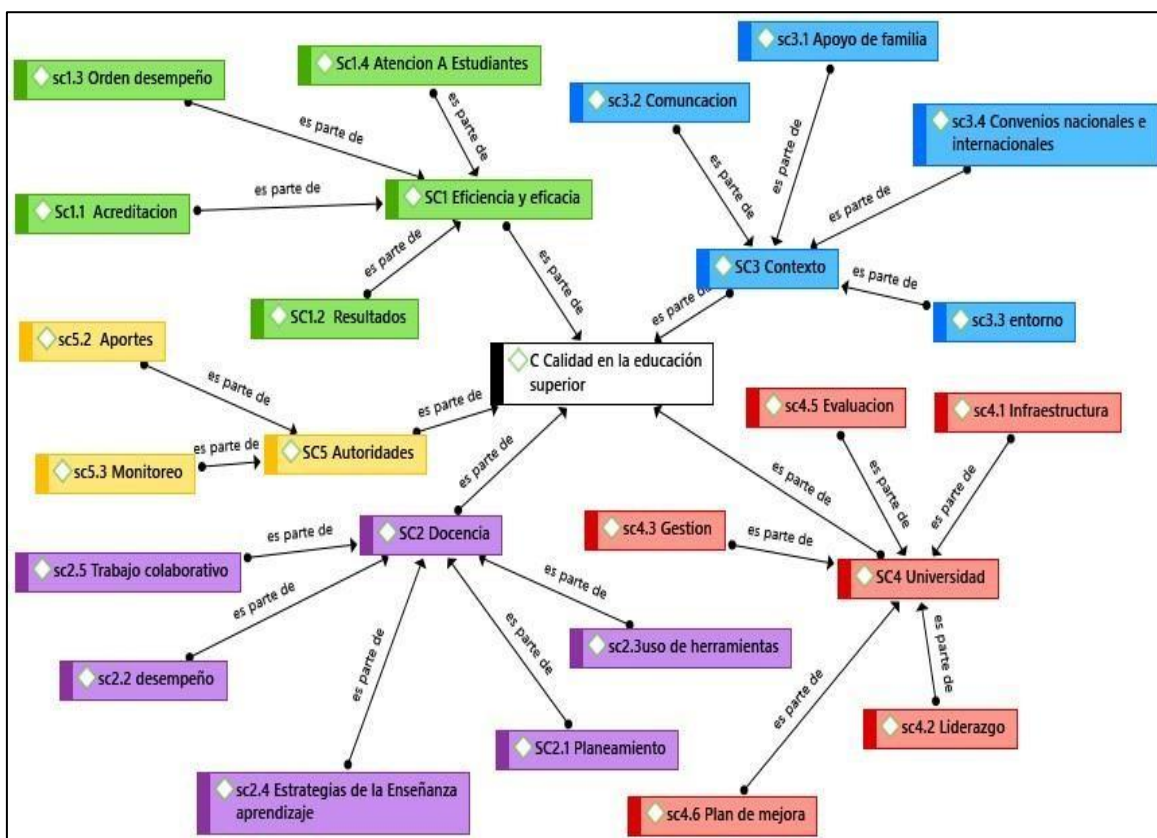 sc3.1 Apoyo de familia
Sc1.4 Atencion A Estudiantes
sc1.3 Orden desempeño
sc3.2 Comuncacion
sc3.4 Convenios nacionales e
internacionales
es parte de
es parte de
es parte de
es parte de
es parte de
es parte de
Sc1.1 Acreditacion
SC1 Eficiencia y eficacia
SC3 Contexto
es parte de
es parte de
es parte de
es parte de
SC1.2 Resultados
sc3.3 entorno
sc5.2 Aportes
C Calidad en la educación
superior
es parte de
es parte de
sc4.5 Evaluacion
sc4.1 Infraestructura
SC5 Autoridades
es parte de
sc5.3 Monitoreo
es parte de
es parte de
es parte de
es parte de
sc4.3 Gestion
es parte de
SC2 Docencia
es parte de
sc2.5 Trabajo colaborativo
SC4 Universidad
es parte de
es parte de
es parte de
es parte de
sc2.3uso de herramientas
sc2.2 desempeño
es parte de
es parte de
sc4.2 Liderazgo
SC2.1 Planeamiento
sc2.4 Estrategias de la Enseñanza
aprendizaje
sc4.6 Plan de mejora